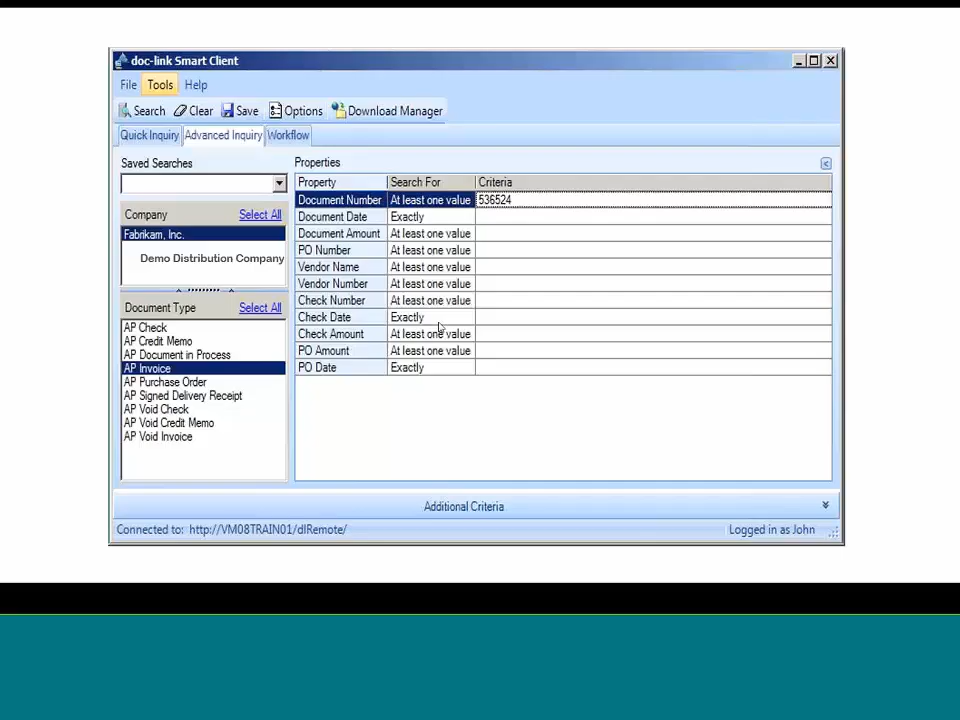 doc-link Smart Client
File Tools Help
Search Clear Save Options Download Manager
Quick Inquiry Advanced Inquiry Workflow
Saved Searches
Properties
Property Search For Criteria
Document Number At least one value 536524
Document Date Exactly
Document Amount At least one value
PO Number At least one value
Vendor Name At least one value
Vendor Number At least one value
Check Number At least one value
Check Date Exactly
Check Amount At least one value
PO Amount At least one value
PO Date Exactly
Company Select All
Fabrikam, Inc.
Demo Distribution Company
Document Type Select All
AP Check
AP Credit Memo
AP Document in Process
AP Invoice
AP Purchase Order
AP Signed Delivery Receipt
AP Void Check
AP Void Credit Memo
AP Void Invoice
Additional Criteria
Connected to: http://VM08TRAIN01/dlRemote/
Logged in as John